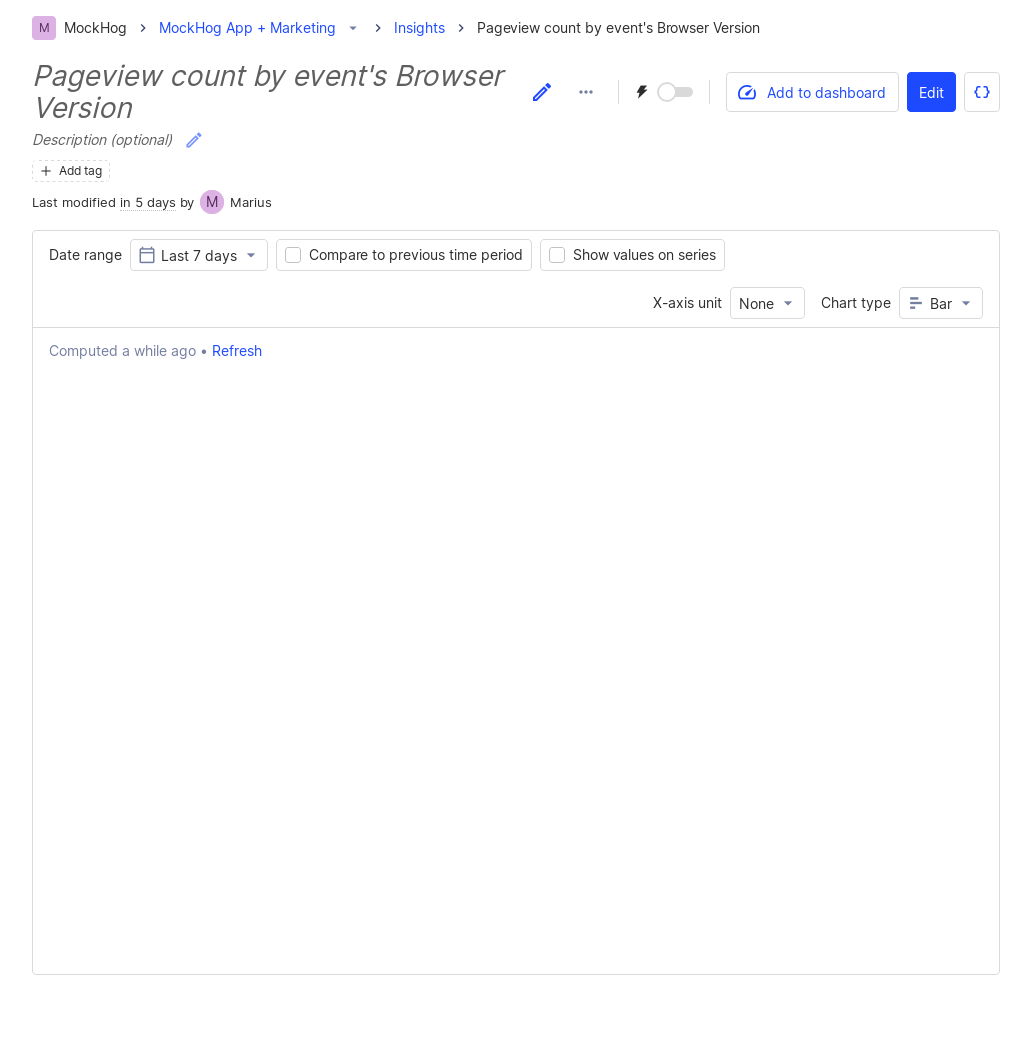 M MockHog MockHog App + Marketing Insights Pageview count by event's Browser Version
Pageview count by event's Browser
Version
Add to dashboard Edit
Description (optional)
Add tag
Last modified in 5 days by M Marius
Date range Last 7 days Compare to previous time period Show values on series
X-axis unit None Chart type Bar
Computed a while ago • Refresh